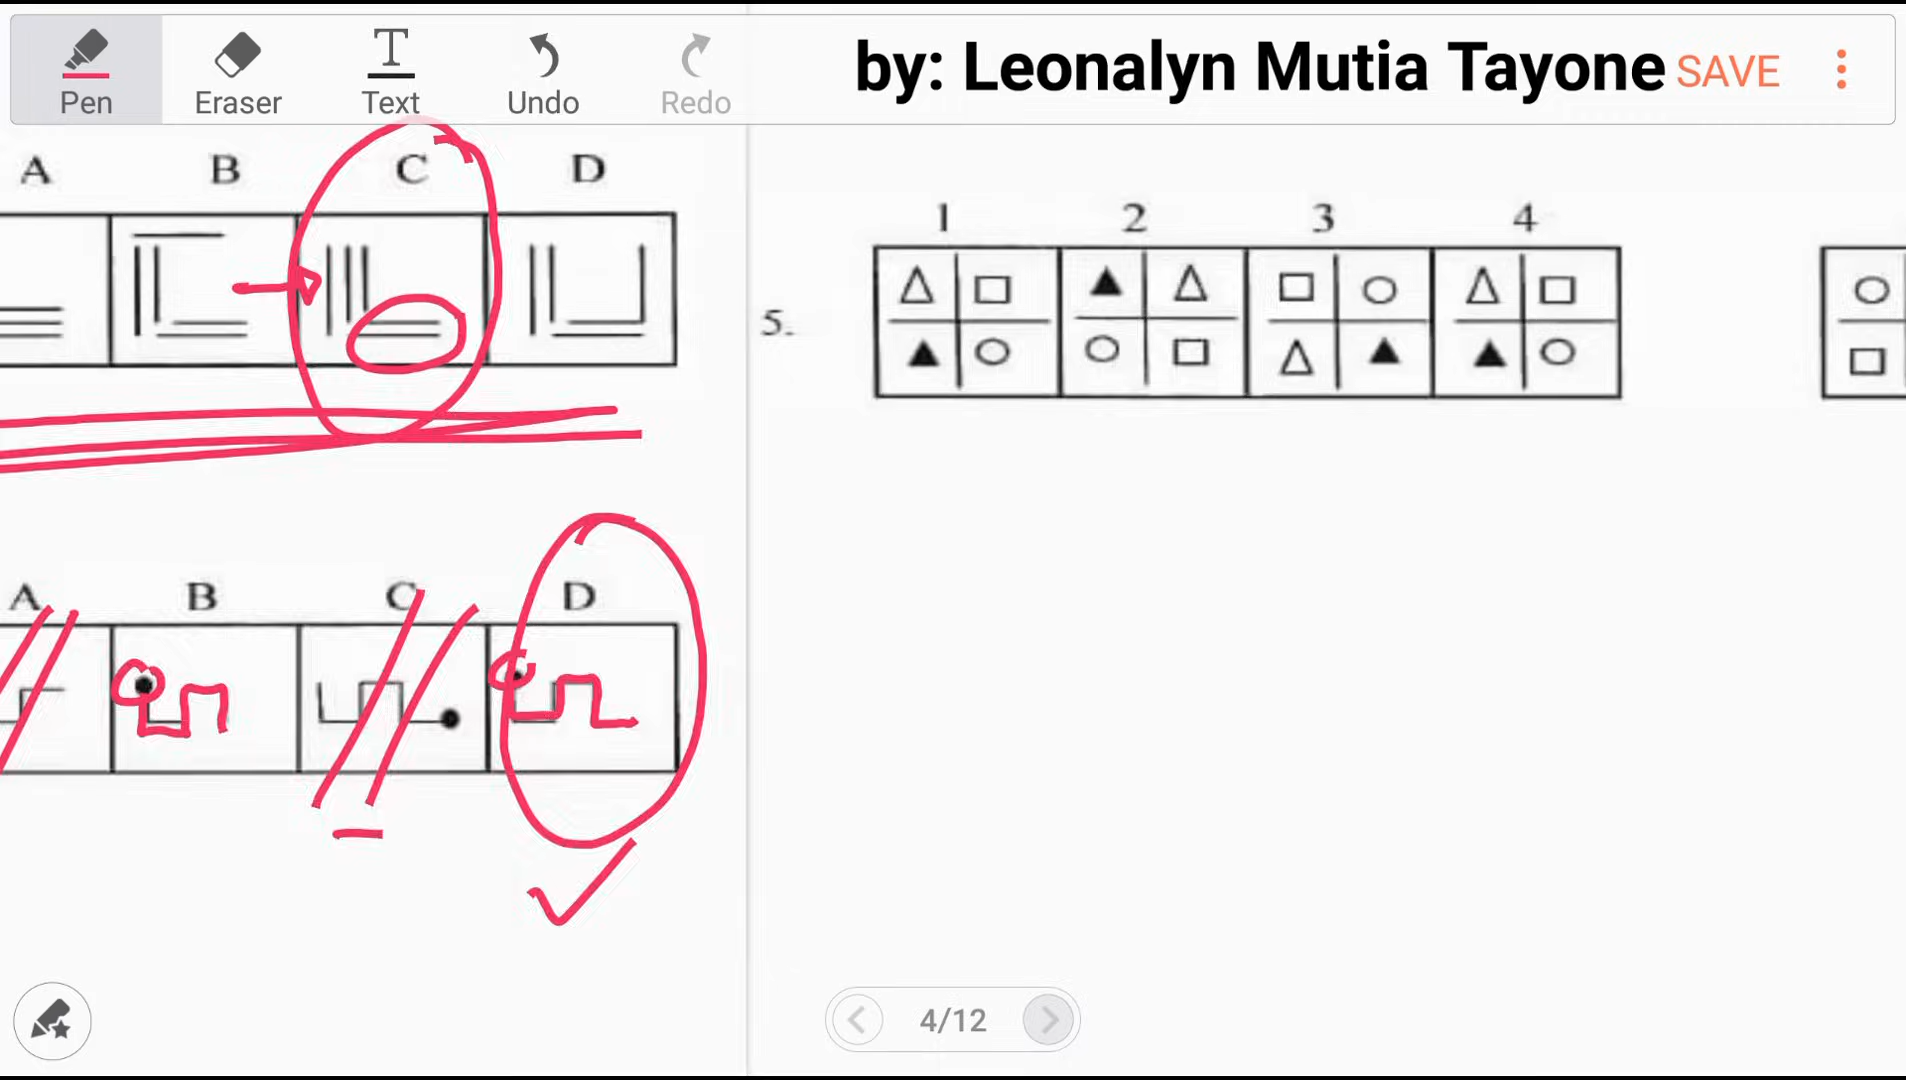 Pen Eraser Text Undo Redo by: Leonalyn Mutia Tayone SAVE
A B C D
1 2 3 4
5.
A B C D
4/12